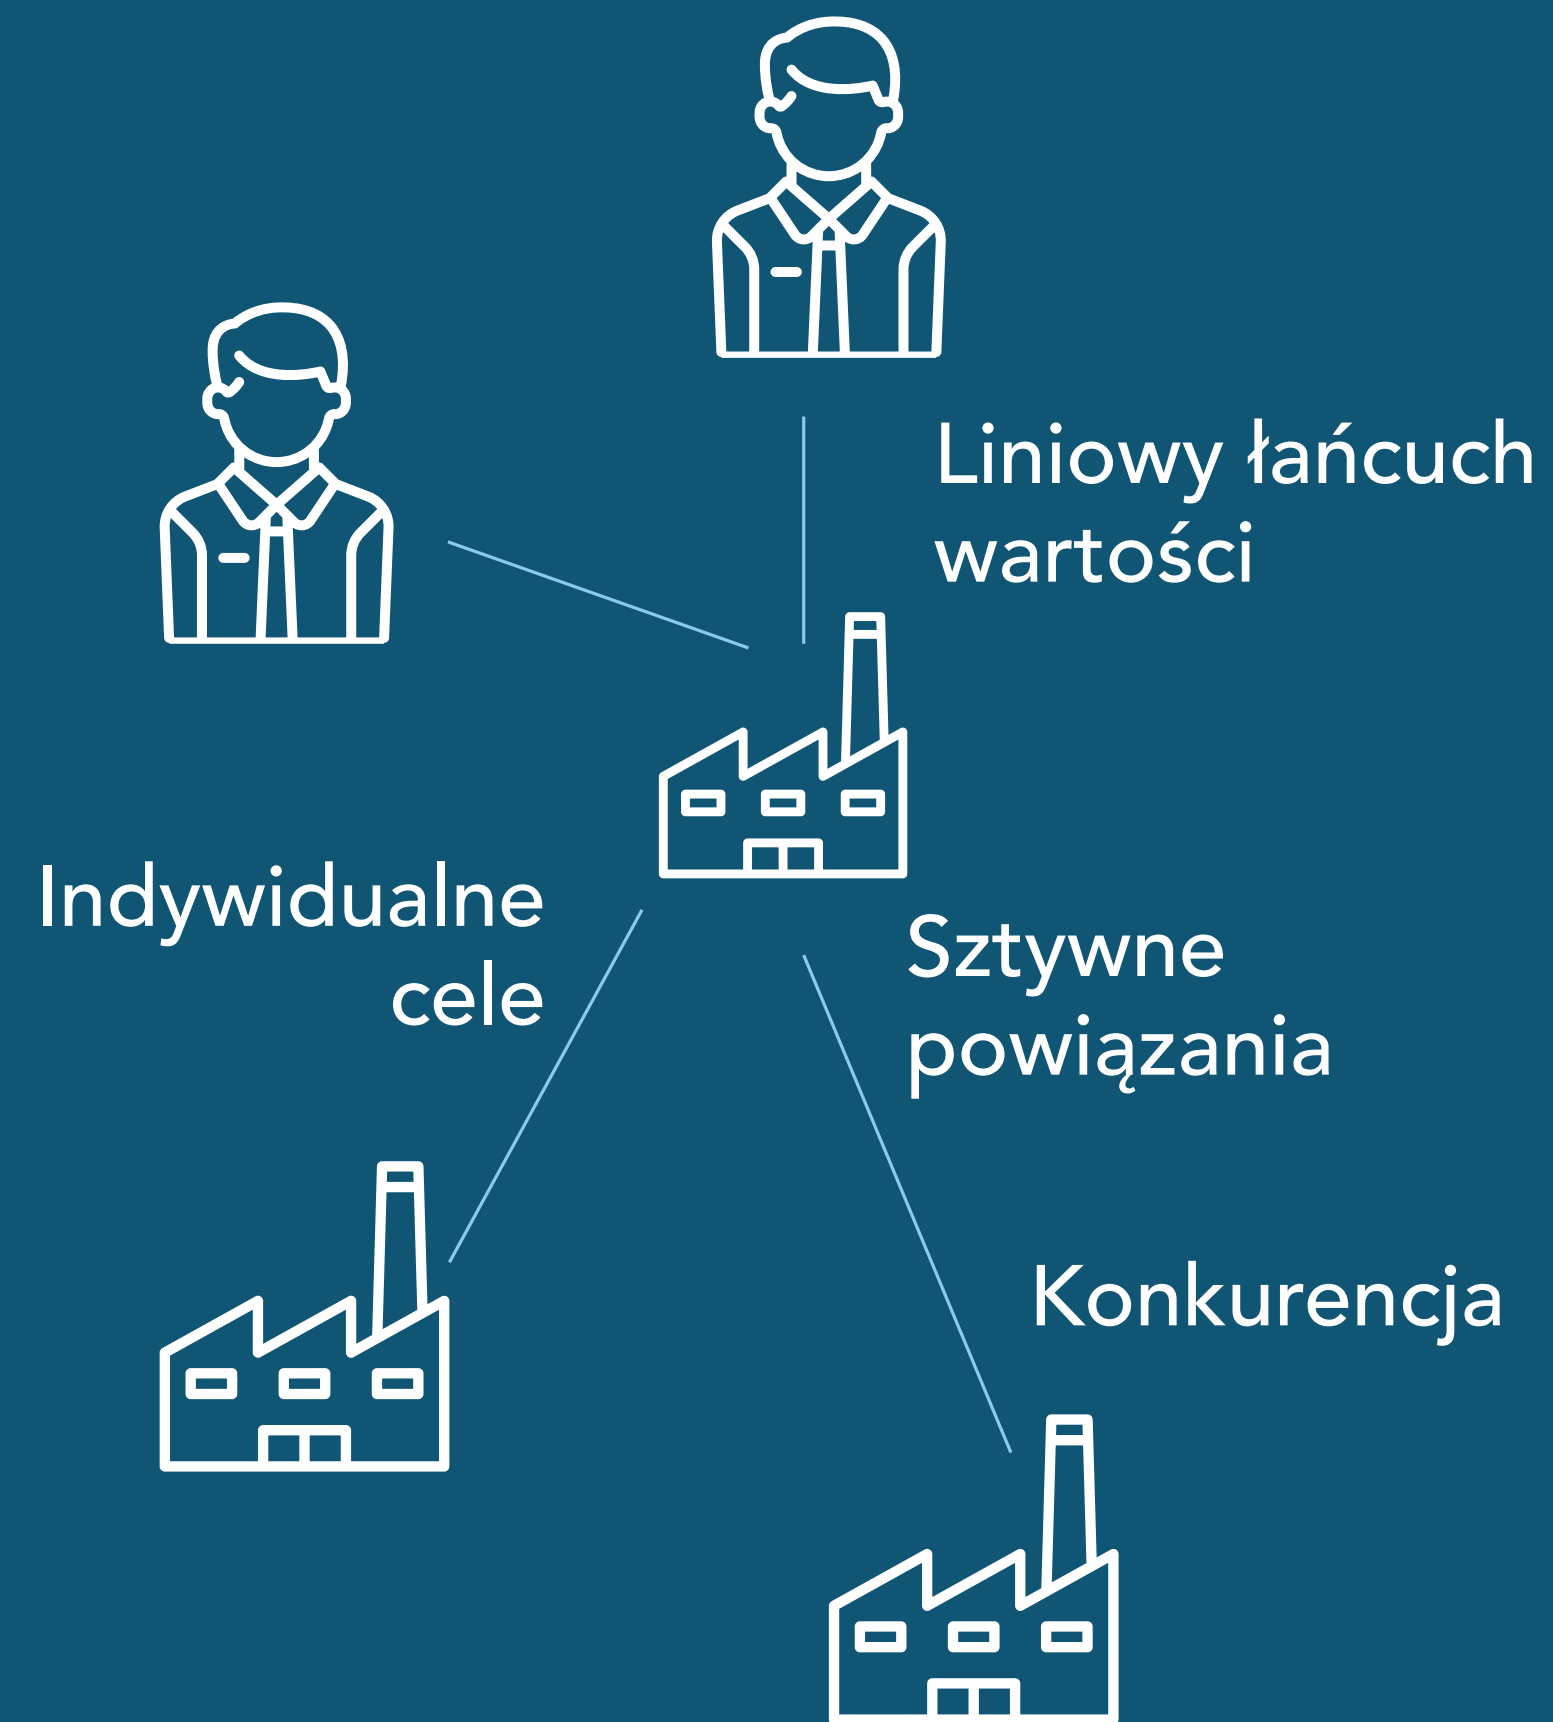 Liniowy łańcuch
wartości
Indywidualne
cele
Sztywne
powiązania
Konkurencja